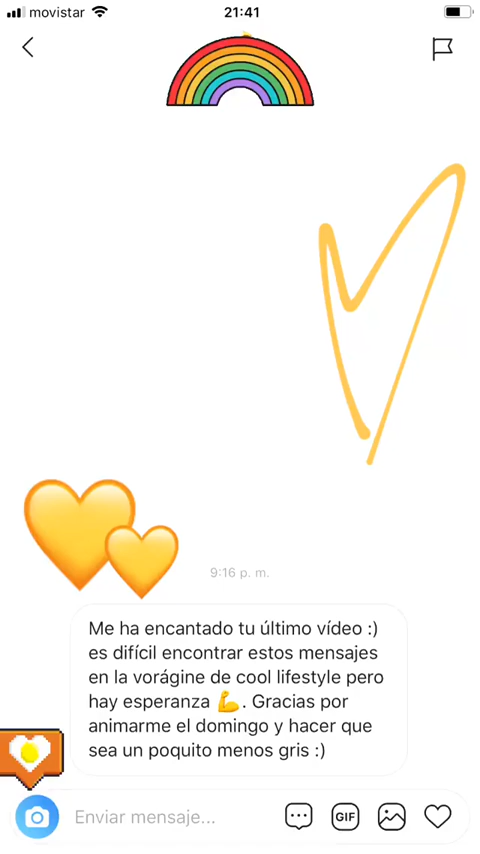 movistar 21:41
9:16 p. m.
Me ha encantado tu último vídeo :)
es difícil encontrar estos mensajes
en la vorágine de cool lifestyle pero
hay esperanza 💪. Gracias por
animarme el domingo y hacer que
sea un poquito menos gris :)
Enviar mensaje... GIF